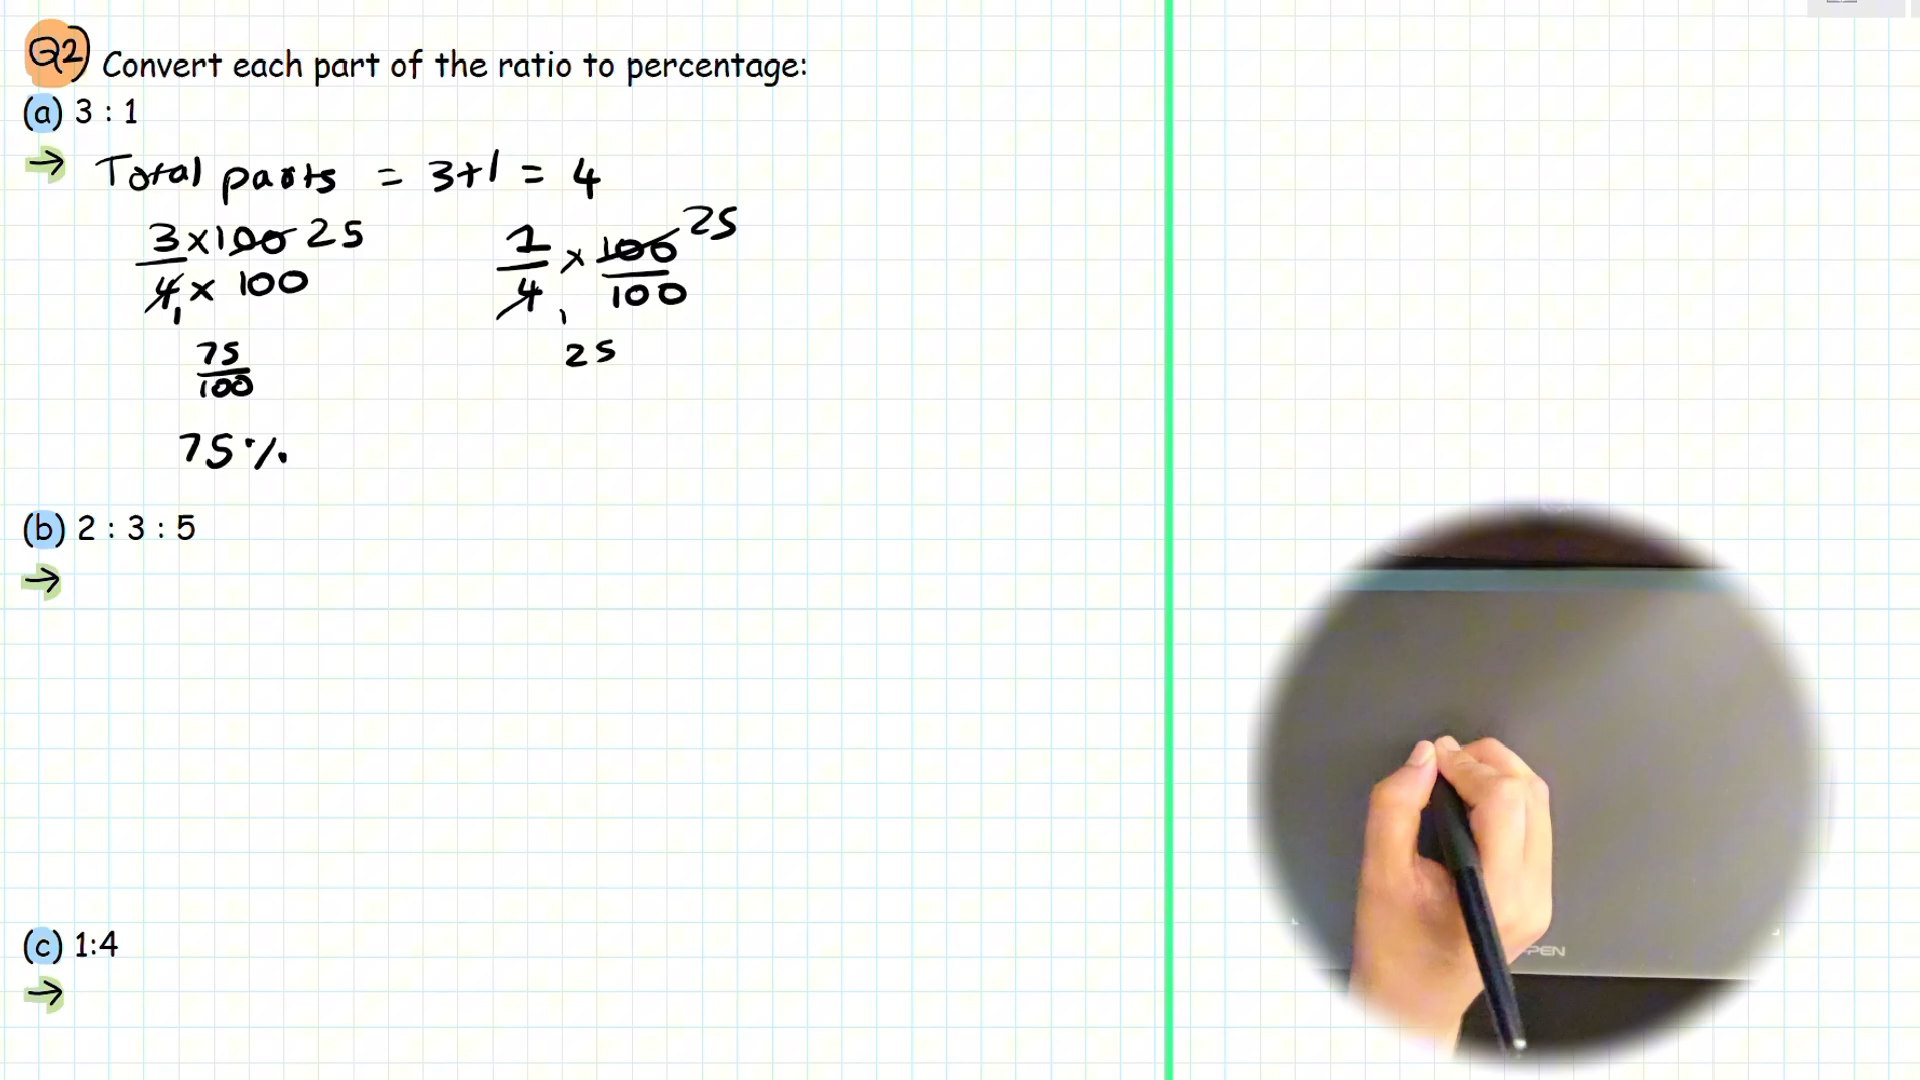 Q2) Convert each part of the ratio to percentage:
(a) 3 : 1
→ Total parts = 3+1 = 4
3×100 25
4 1 × 100
75
100
75%
1 × 100 25
4 1 100
25
(b) 2 : 3 : 5
→
(c) 1:4
→
PEN